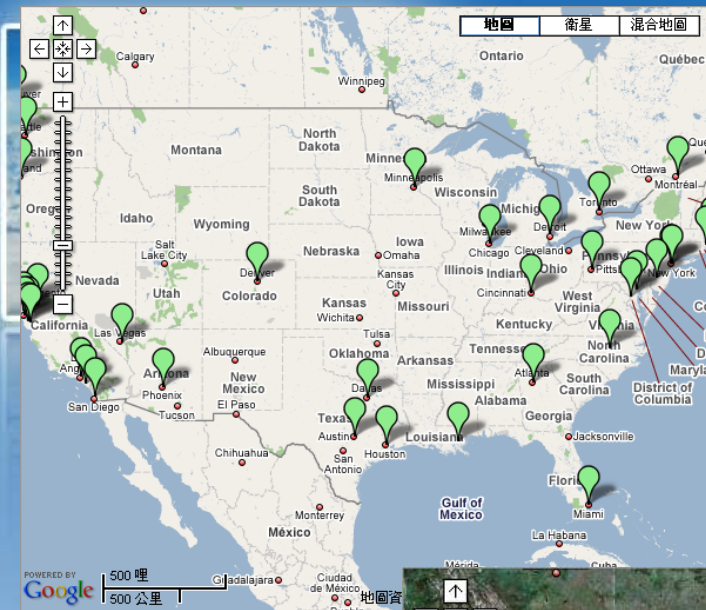 地圖 衛星 混合地圖
Calgary
Ontario
Québec
Winnipeg
North Dakota
Montana
Ottawa
Montréal
Minneapolis
South Dakota
Wisconsin
Toronto
Idaho
Wyoming
Milwaukee
Detroit
New York
Salt Lake City
Nebraska
Iowa
Omaha
Chicago
Cleveland
Denver
Nevada
Utah
Colorado
Kansas City
Illinois
Ohio
New York
Cincinnati
West Virginia
California
Las Vegas
Kansas
Missouri
Wichita
Kentucky
Virginia
Tulsa
Albuquerque
Oklahoma
Arkansas
Tennessee
North Carolina
Arizona
New Mexico
Dallas
Mississippi
Atlanta
South Carolina
District of Columbia
Phoenix
Alabama
San Diego
Tucson
El Paso
Texas
Georgia
Austin
Louisiana
Jacksonville
Chihuahua
San Antonio
Houston
Gulf of Mexico
Miami
Monterrey
México
La Habana
Mérida
Cuba
POWERED BY
Google
500 哩
500 公里
Guadalajara
Ciudad de México
地圖資